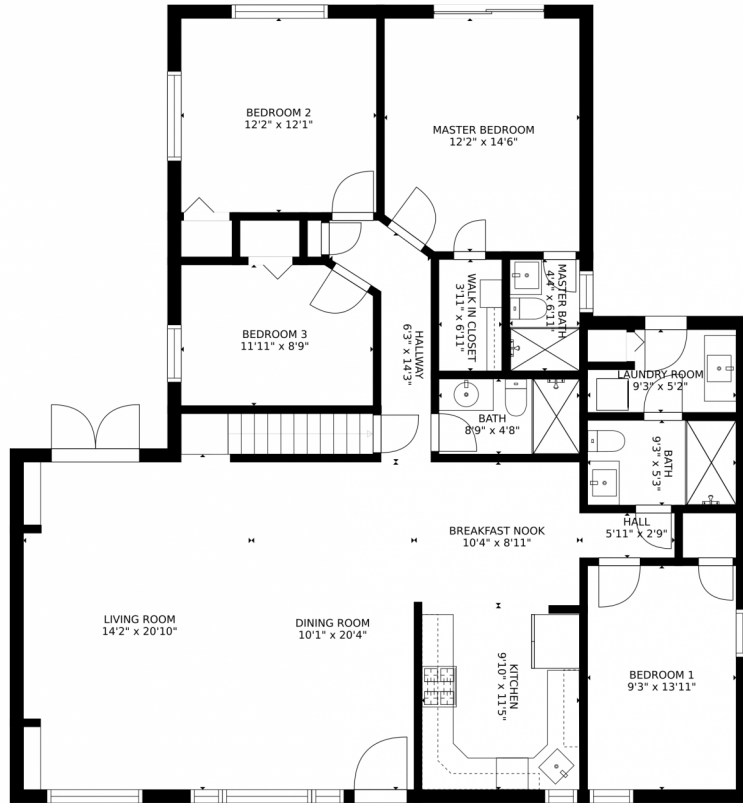 BEDROOM 2
12'2" x 12'1"
MASTER BEDROOM
12'2" x 14'6"
WALK IN CLOSET
3'11" x 6'11"
MASTER BATH
4'4" x 6'11"
BEDROOM 3
11'11" x 8'9"
HALLWAY
6'3" x 14'3"
LAUNDRY ROOM
9'3" x 5'2"
BATH
8'9" x 4'8"
BATH
9'3" x 5'3"
HALL
5'11" x 2'9"
BREAKFAST NOOK
10'4" x 8'11"
LIVING ROOM
14'2" x 20'10"
DINING ROOM
10'1" x 20'4"
KITCHEN
9'10" x 11'5"
BEDROOM 1
9'3" x 13'11"